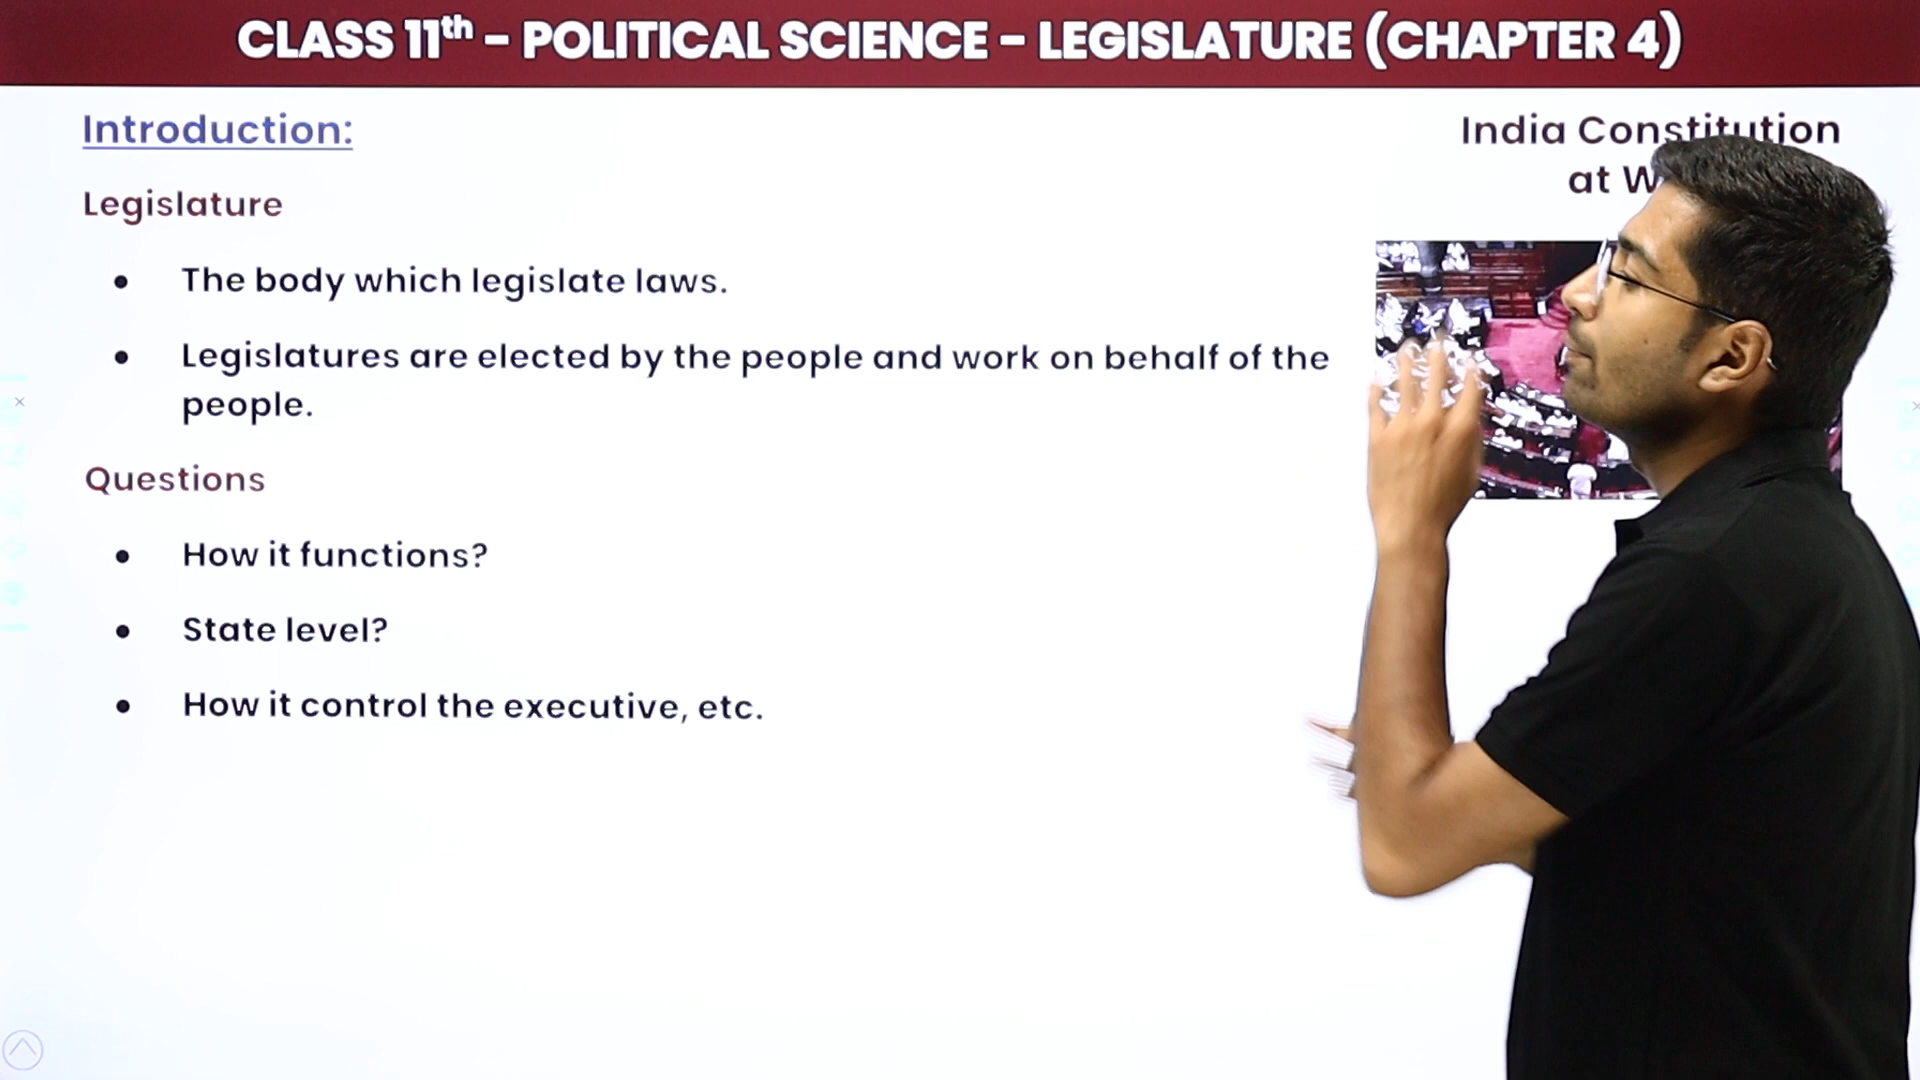 CLASS 11th - POLITICAL SCIENCE - LEGISLATURE (CHAPTER 4)
Introduction:
India Constitution
at
Legislature
• The body which legislate laws.
• Legislatures are elected by the people and work on behalf of the
people.
Questions
• How it functions?
• State level?
• How it control the executive, etc.